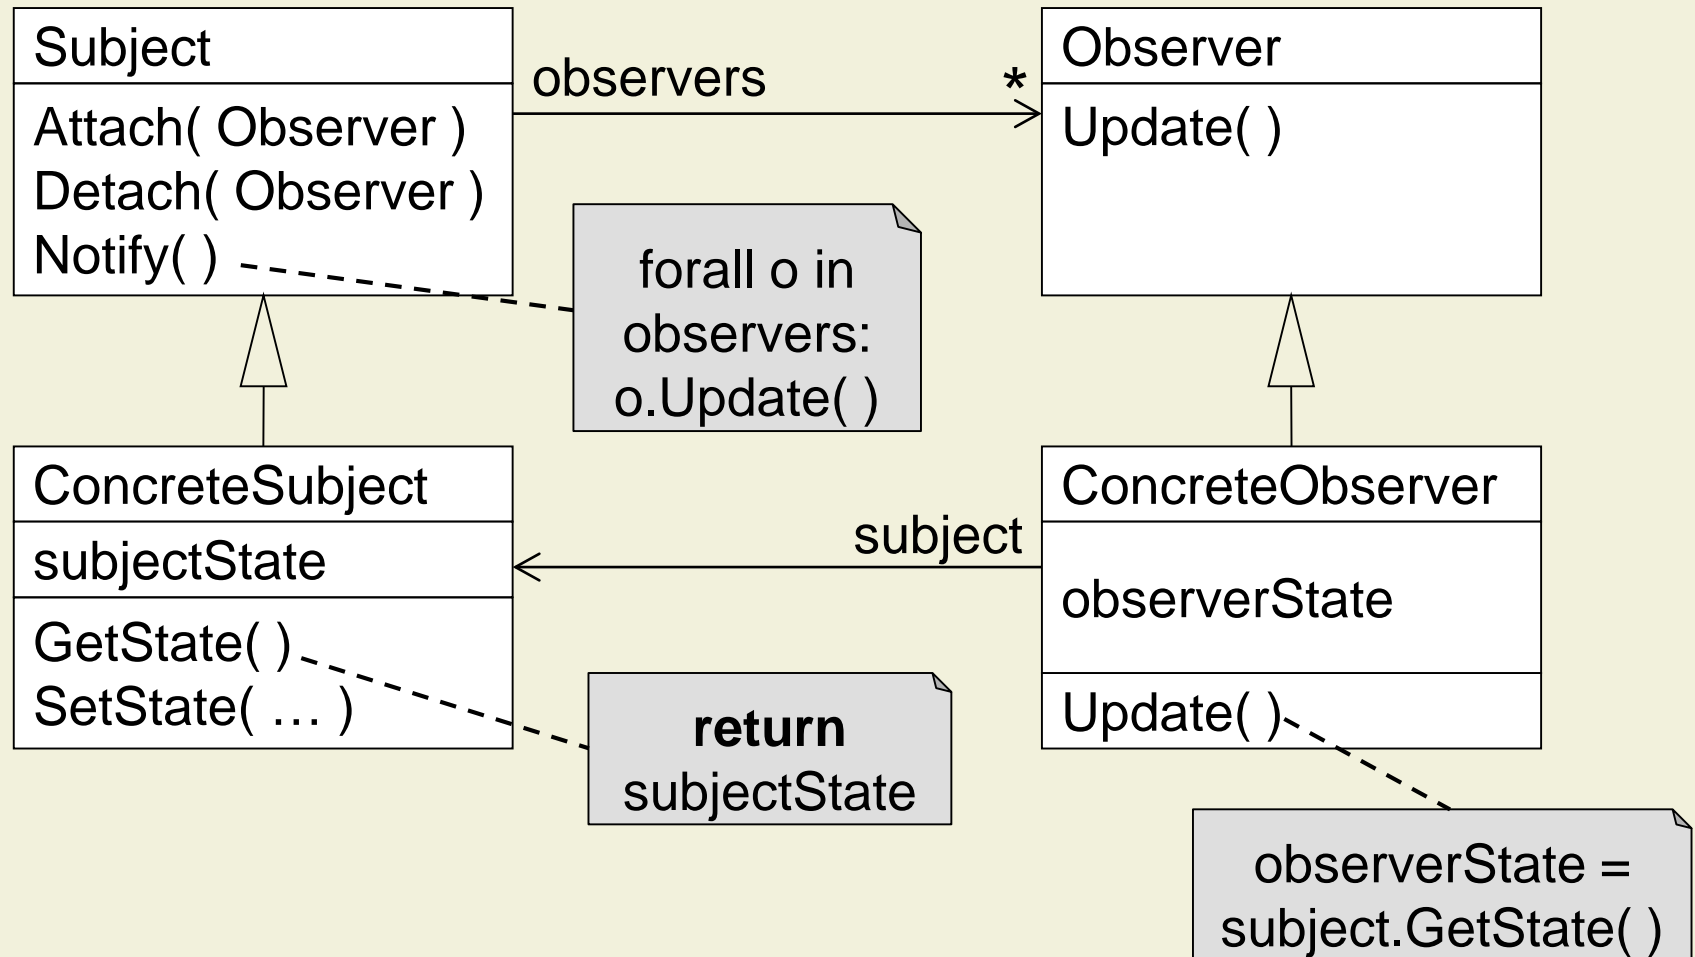 Subject
Attach( Observer )
Detach( Observer )
Notify( )
observers
*
Observer
Update( )
forall o in
observers:
o.Update( )
ConcreteSubject
subjectState
GetState( )
SetState( … )
subject
ConcreteObserver
observerState
Update( )
return
subjectState
observerState =
subject.GetState( )